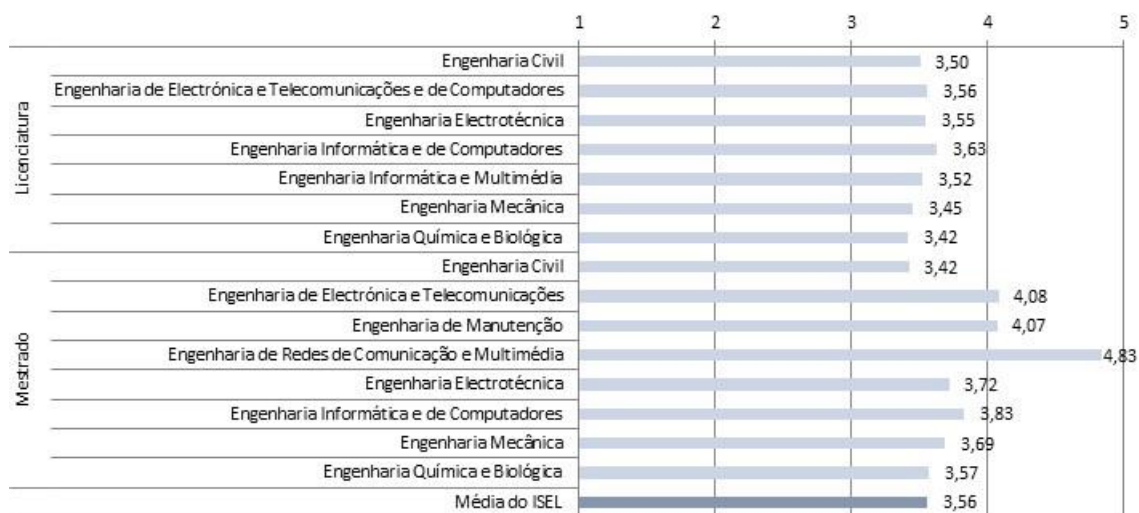 1 2 3 4 5
Licenciatura
Engenharia Civil 3,50
Engenharia de Electrónica e Telecomunicações e de Computadores 3,56
Engenharia Electrotécnica 3,55
Engenharia Informática e de Computadores 3,63
Engenharia Informática e Multimédia 3,52
Engenharia Mecânica 3,45
Engenharia Química e Biológica 3,42
Mestrado
Engenharia Civil 3,42
Engenharia de Electrónica e Telecomunicações 4,08
Engenharia de Manutenção 4,07
Engenharia de Redes de Comunicação e Multimédia 4,83
Engenharia Electrotécnica 3,72
Engenharia Informática e de Computadores 3,83
Engenharia Mecânica 3,69
Engenharia Química e Biológica 3,57
Média do ISEL 3,56